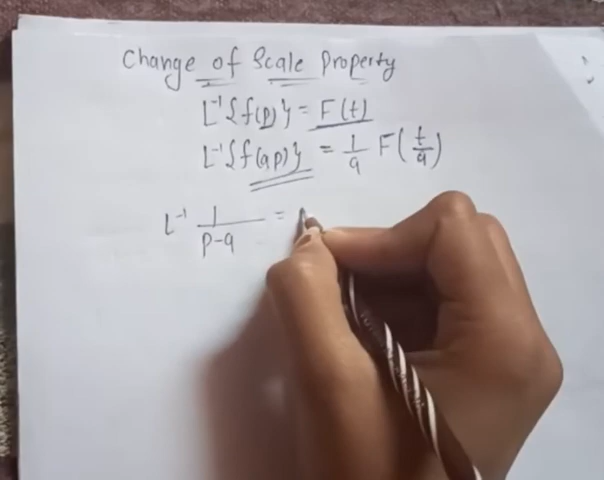 Change of Scale Property
L⁻¹{f(p)} = F(t)
L⁻¹{f(ap)} = 1/a F(t/a)
L⁻¹ 1/(p-a) =